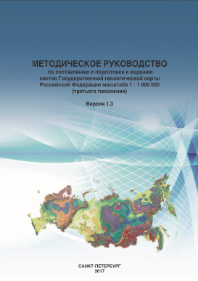 МЕТОДИЧЕСКОЕ РУКОВОДСТВО
по составлению и подготовке к изданию
листов Государственной геологической карты
Российской Федерации масштаба 1 : 1 000 000
(третьего поколения)
Версия 1.3
САНКТ-ПЕТЕРБУРГ
2017